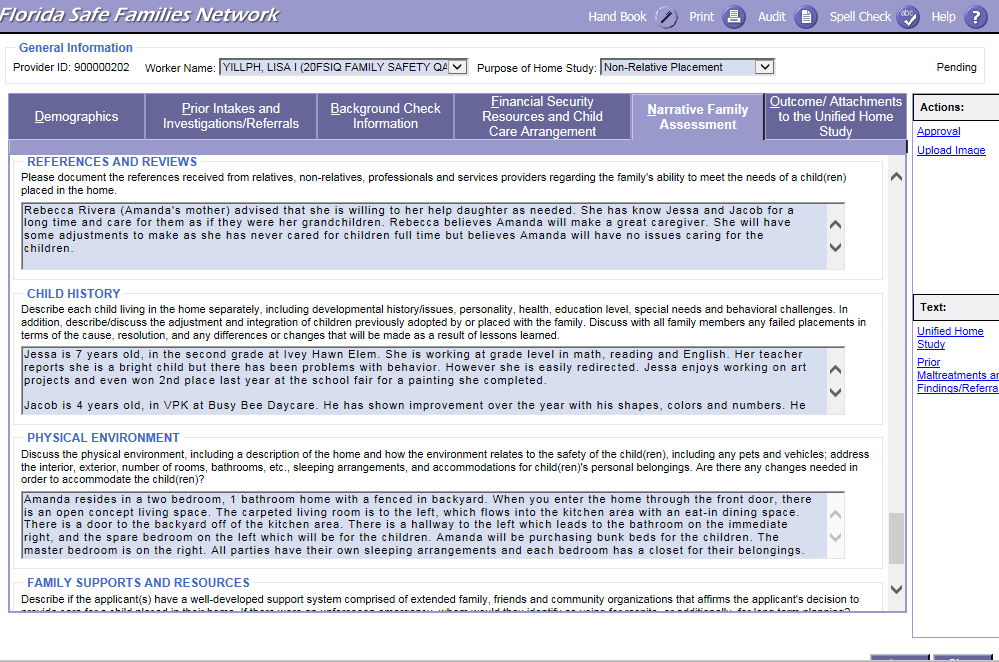 Florida Safe Families Network
Hand Book Print Audit Spell Check Help
General Information
Provider ID: 900000202 Worker Name: YILLPH, LISA I (20FSIQ FAMILY SAFETY QA Purpose of Home Study: Non-Relative Placement Pending
Demographics
Prior Intakes and
Investigations/Referrals
Background Check
Information
Financial Security
Resources and Child
Care Arrangement
Narrative Family
Assessment
Outcome/ Attachments
to the Unified Home
Study
REFERENCES AND REVIEWS
Please document the references received from relatives, non-relatives, professionals and services providers regarding the family's ability to meet the needs of a child(ren)
placed in the home.
Rebecca Rivera (Amanda's mother) advised that she is willing to her help daughter as needed. She has know Jessa and Jacob for a
long time and care for them as if they were her grandchildren. Rebecca believes Amanda will make a great caregiver. She will have
some adjustments to make as she has never cared for children full time but believes Amanda will have no issues caring for the
children.
CHILD HISTORY
Describe each child living in the home separately, including developmental history/issues, personality, health, education level, special needs and behavioral challenges. In
addition, describe/discuss the adjustment and integration of children previously adopted by or placed with the family. Discuss with all family members any failed placements in
terms of the cause, resolution, and any differences or changes that will be made as a result of lessons learned.
Jessa is 7 years old, in the second grade at Ivey Hawn Elem. She is working at grade level in math, reading and English. Her teacher
reports she is a bright child but there has been problems with behavior. However she is easily redirected. Jessa enjoys working on art
projects and even won 2nd place last year at the school fair for a painting she completed.
Jacob is 4 years old, in VPK at Busy Bee Daycare. He has shown improvement over the year with his shapes, colors and numbers. He
PHYSICAL ENVIRONMENT
Discuss the physical environment, including a description of the home and how the environment relates to the safety of the child(ren), including any pets and vehicles; address
the interior, exterior, number of rooms, bathrooms, etc., sleeping arrangements, and accommodations for child(ren)'s personal belongings. Are there any changes needed in
order to accommodate the child(ren)?
Amanda resides in a two bedroom, 1 bathroom home with a fenced in backyard. When you enter the home through the front door, there
is an open concept living space. The carpeted living room is to the left, which flows into the kitchen area with an eat-in dining space.
There is a door to the backyard off of the kitchen area. There is a hallway to the left which leads to the bathroom on the immediate
right, and the spare bedroom on the left which will be for the children. Amanda will be purchasing bunk beds for the children. The
master bedroom is on the right. All parties have their own sleeping arrangements and each bedroom has a closet for their belongings.
FAMILY SUPPORTS AND RESOURCES
Describe if the applicant(s) have a well-developed support system comprised of extended family, friends and community organizations that affirms the applicant's decision to
Actions:
Approval
Upload Image
Text:
Unified Home
Study
Prior
Maltreatments an
Findings/Referra